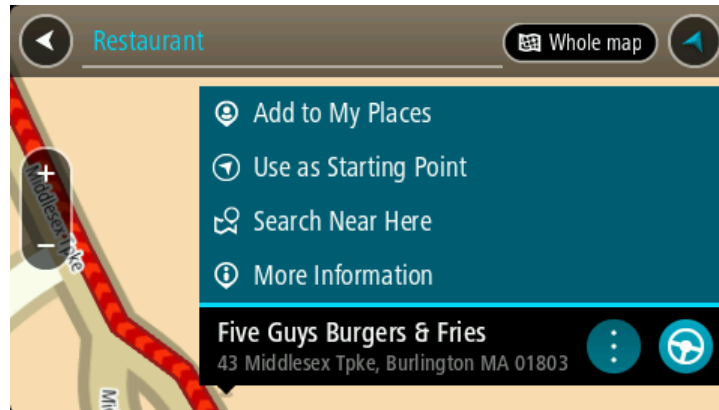 Restaurant
Whole map
Add to My Places
Use as Starting Point
Search Near Here
More Information
Five Guys Burgers & Fries
43 Middlesex Tpke, Burlington MA 01803
+
Middlesex Tpke
−